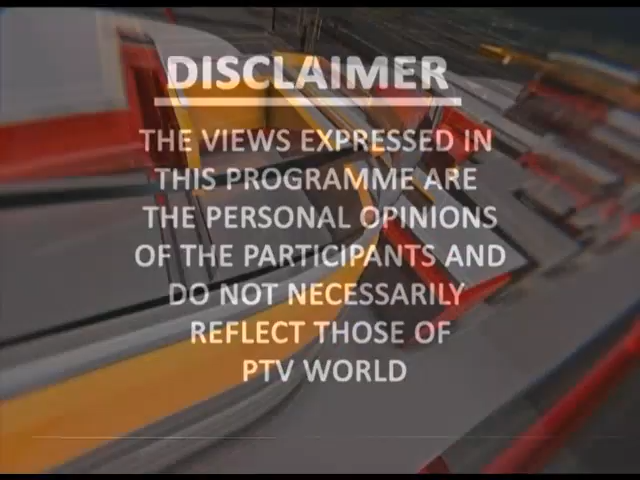 DISCLAIMER
THE VIEWS EXPRESSED IN
THIS PROGRAMME ARE
THE PERSONAL OPINIONS
OF THE PARTICIPANTS AND
DO NOT NECESSARILY
REFLECT THOSE OF
PTV WORLD